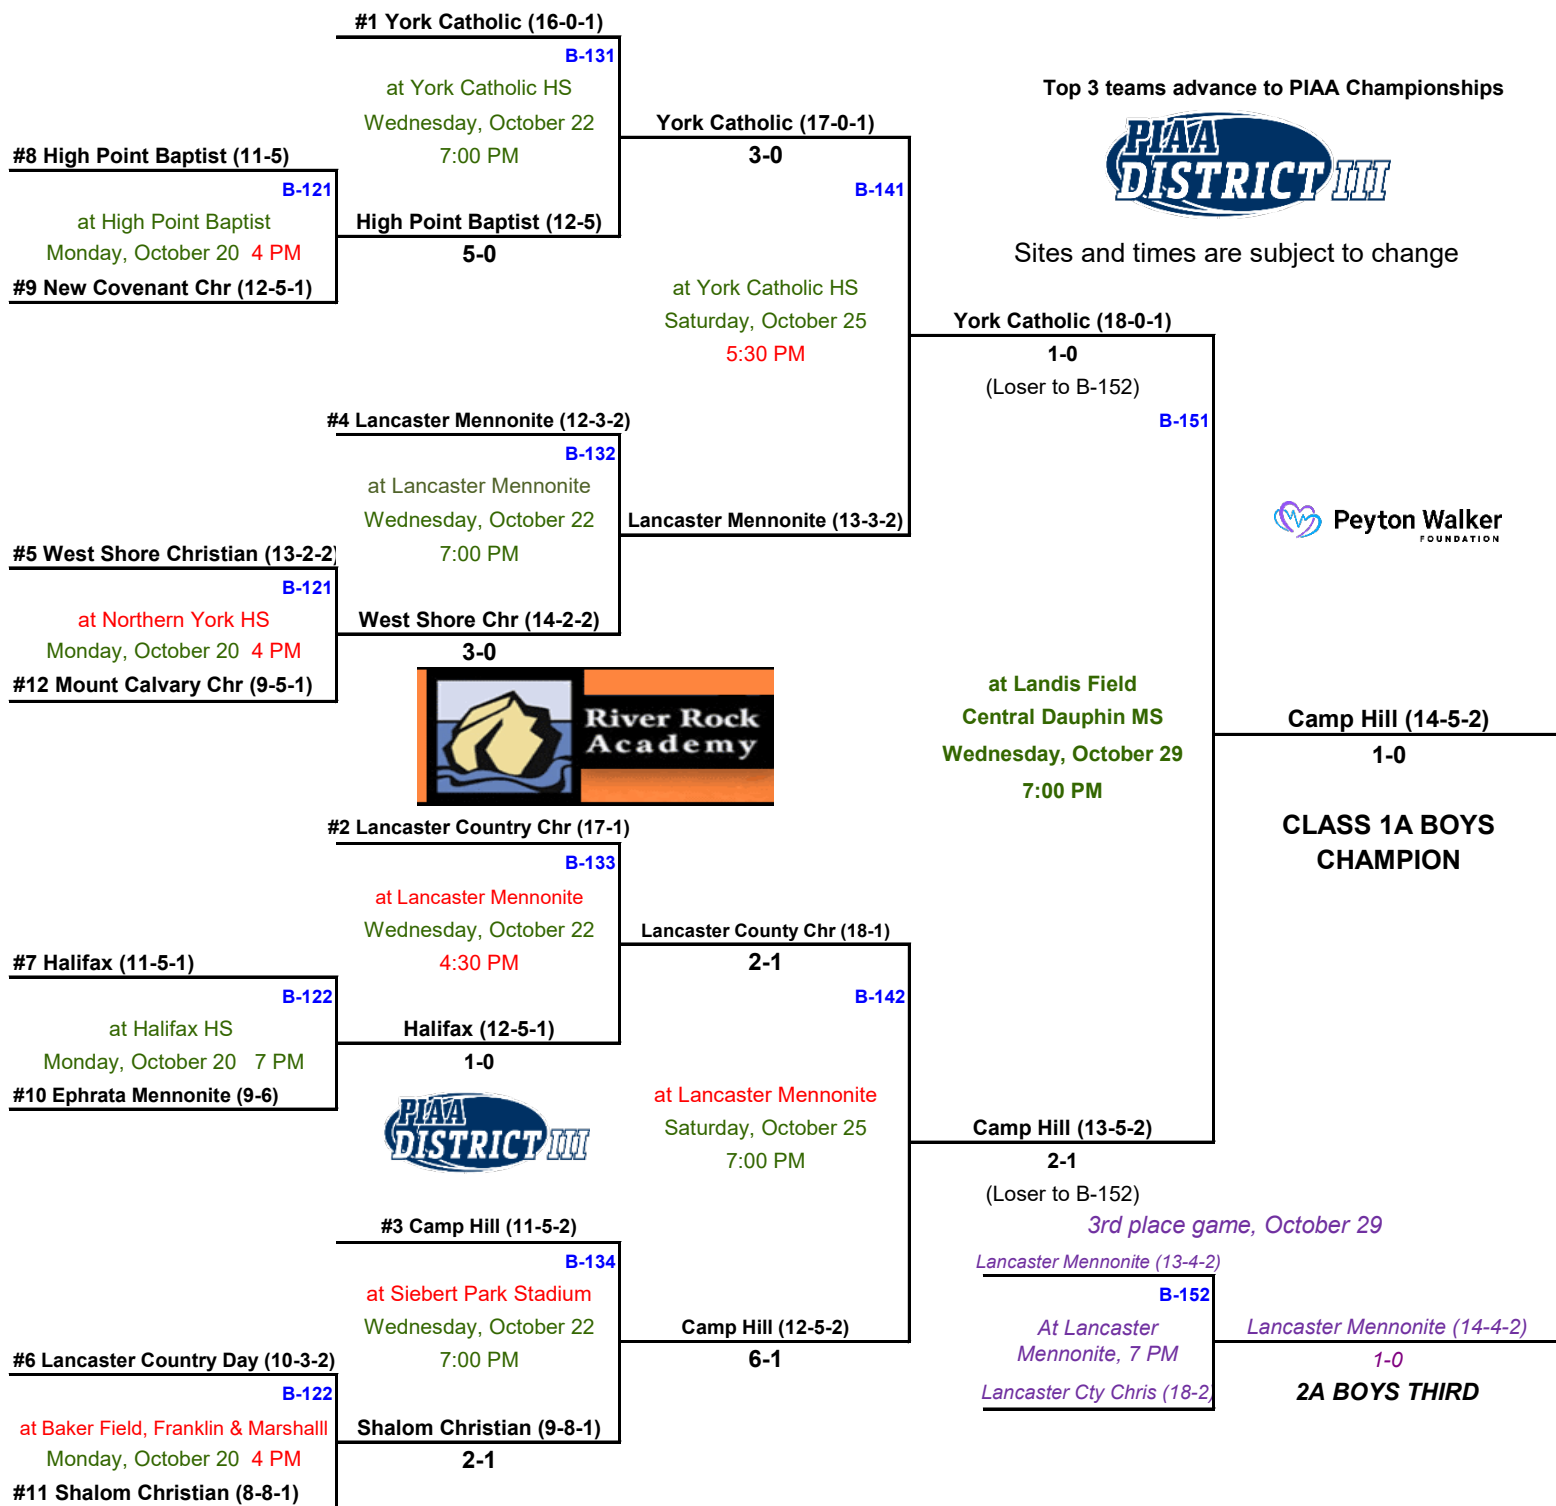 #1 York Catholic (16-0-1)
B-131
at York Catholic HS
Wednesday, October 22
7:00 PM
#8 High Point Baptist (11-5)
B-121
at High Point Baptist
Monday, October 20 4 PM
#9 New Covenant Chr (12-5-1)
High Point Baptist (12-5)
5-0
York Catholic (17-0-1)
3-0
B-141
at York Catholic HS
Saturday, October 25
5:30 PM
Top 3 teams advance to PIAA Championships
PIAA
DISTRICT III
Sites and times are subject to change
York Catholic (18-0-1)
1-0
(Loser to B-152)
B-151
#4 Lancaster Mennonite (12-3-2)
B-132
at Lancaster Mennonite
Wednesday, October 22
7:00 PM
Lancaster Mennonite (13-3-2)
#5 West Shore Christian (13-2-2)
B-121
at Northern York HS
Monday, October 20 4 PM
#12 Mount Calvary Chr (9-5-1)
West Shore Chr (14-2-2)
3-0
Peyton Walker
FOUNDATION
River Rock
Academy
at Landis Field
Central Dauphin MS
Wednesday, October 29
7:00 PM
Camp Hill (14-5-2)
1-0
CLASS 1A BOYS
CHAMPION
#2 Lancaster Country Chr (17-1)
B-133
at Lancaster Mennonite
Wednesday, October 22
4:30 PM
Lancaster County Chr (18-1)
2-1
#7 Halifax (11-5-1)
B-122
at Halifax HS
Monday, October 20 7 PM
#10 Ephrata Mennonite (9-6)
Halifax (12-5-1)
1-0
PIAA
DISTRICT III
B-142
at Lancaster Mennonite
Saturday, October 25
7:00 PM
Camp Hill (13-5-2)
2-1
(Loser to B-152)
#3 Camp Hill (11-5-2)
B-134
at Siebert Park Stadium
Wednesday, October 22
7:00 PM
Camp Hill (12-5-2)
6-1
#6 Lancaster Country Day (10-3-2)
B-122
at Baker Field, Franklin & Marshalll
Monday, October 20 4 PM
#11 Shalom Christian (8-8-1)
Shalom Christian (9-8-1)
2-1
3rd place game, October 29
Lancaster Mennonite (13-4-2)
B-152
At Lancaster
Mennonite, 7 PM
Lancaster Cty Chris (18-2)
Lancaster Mennonite (14-4-2)
1-0
2A BOYS THIRD